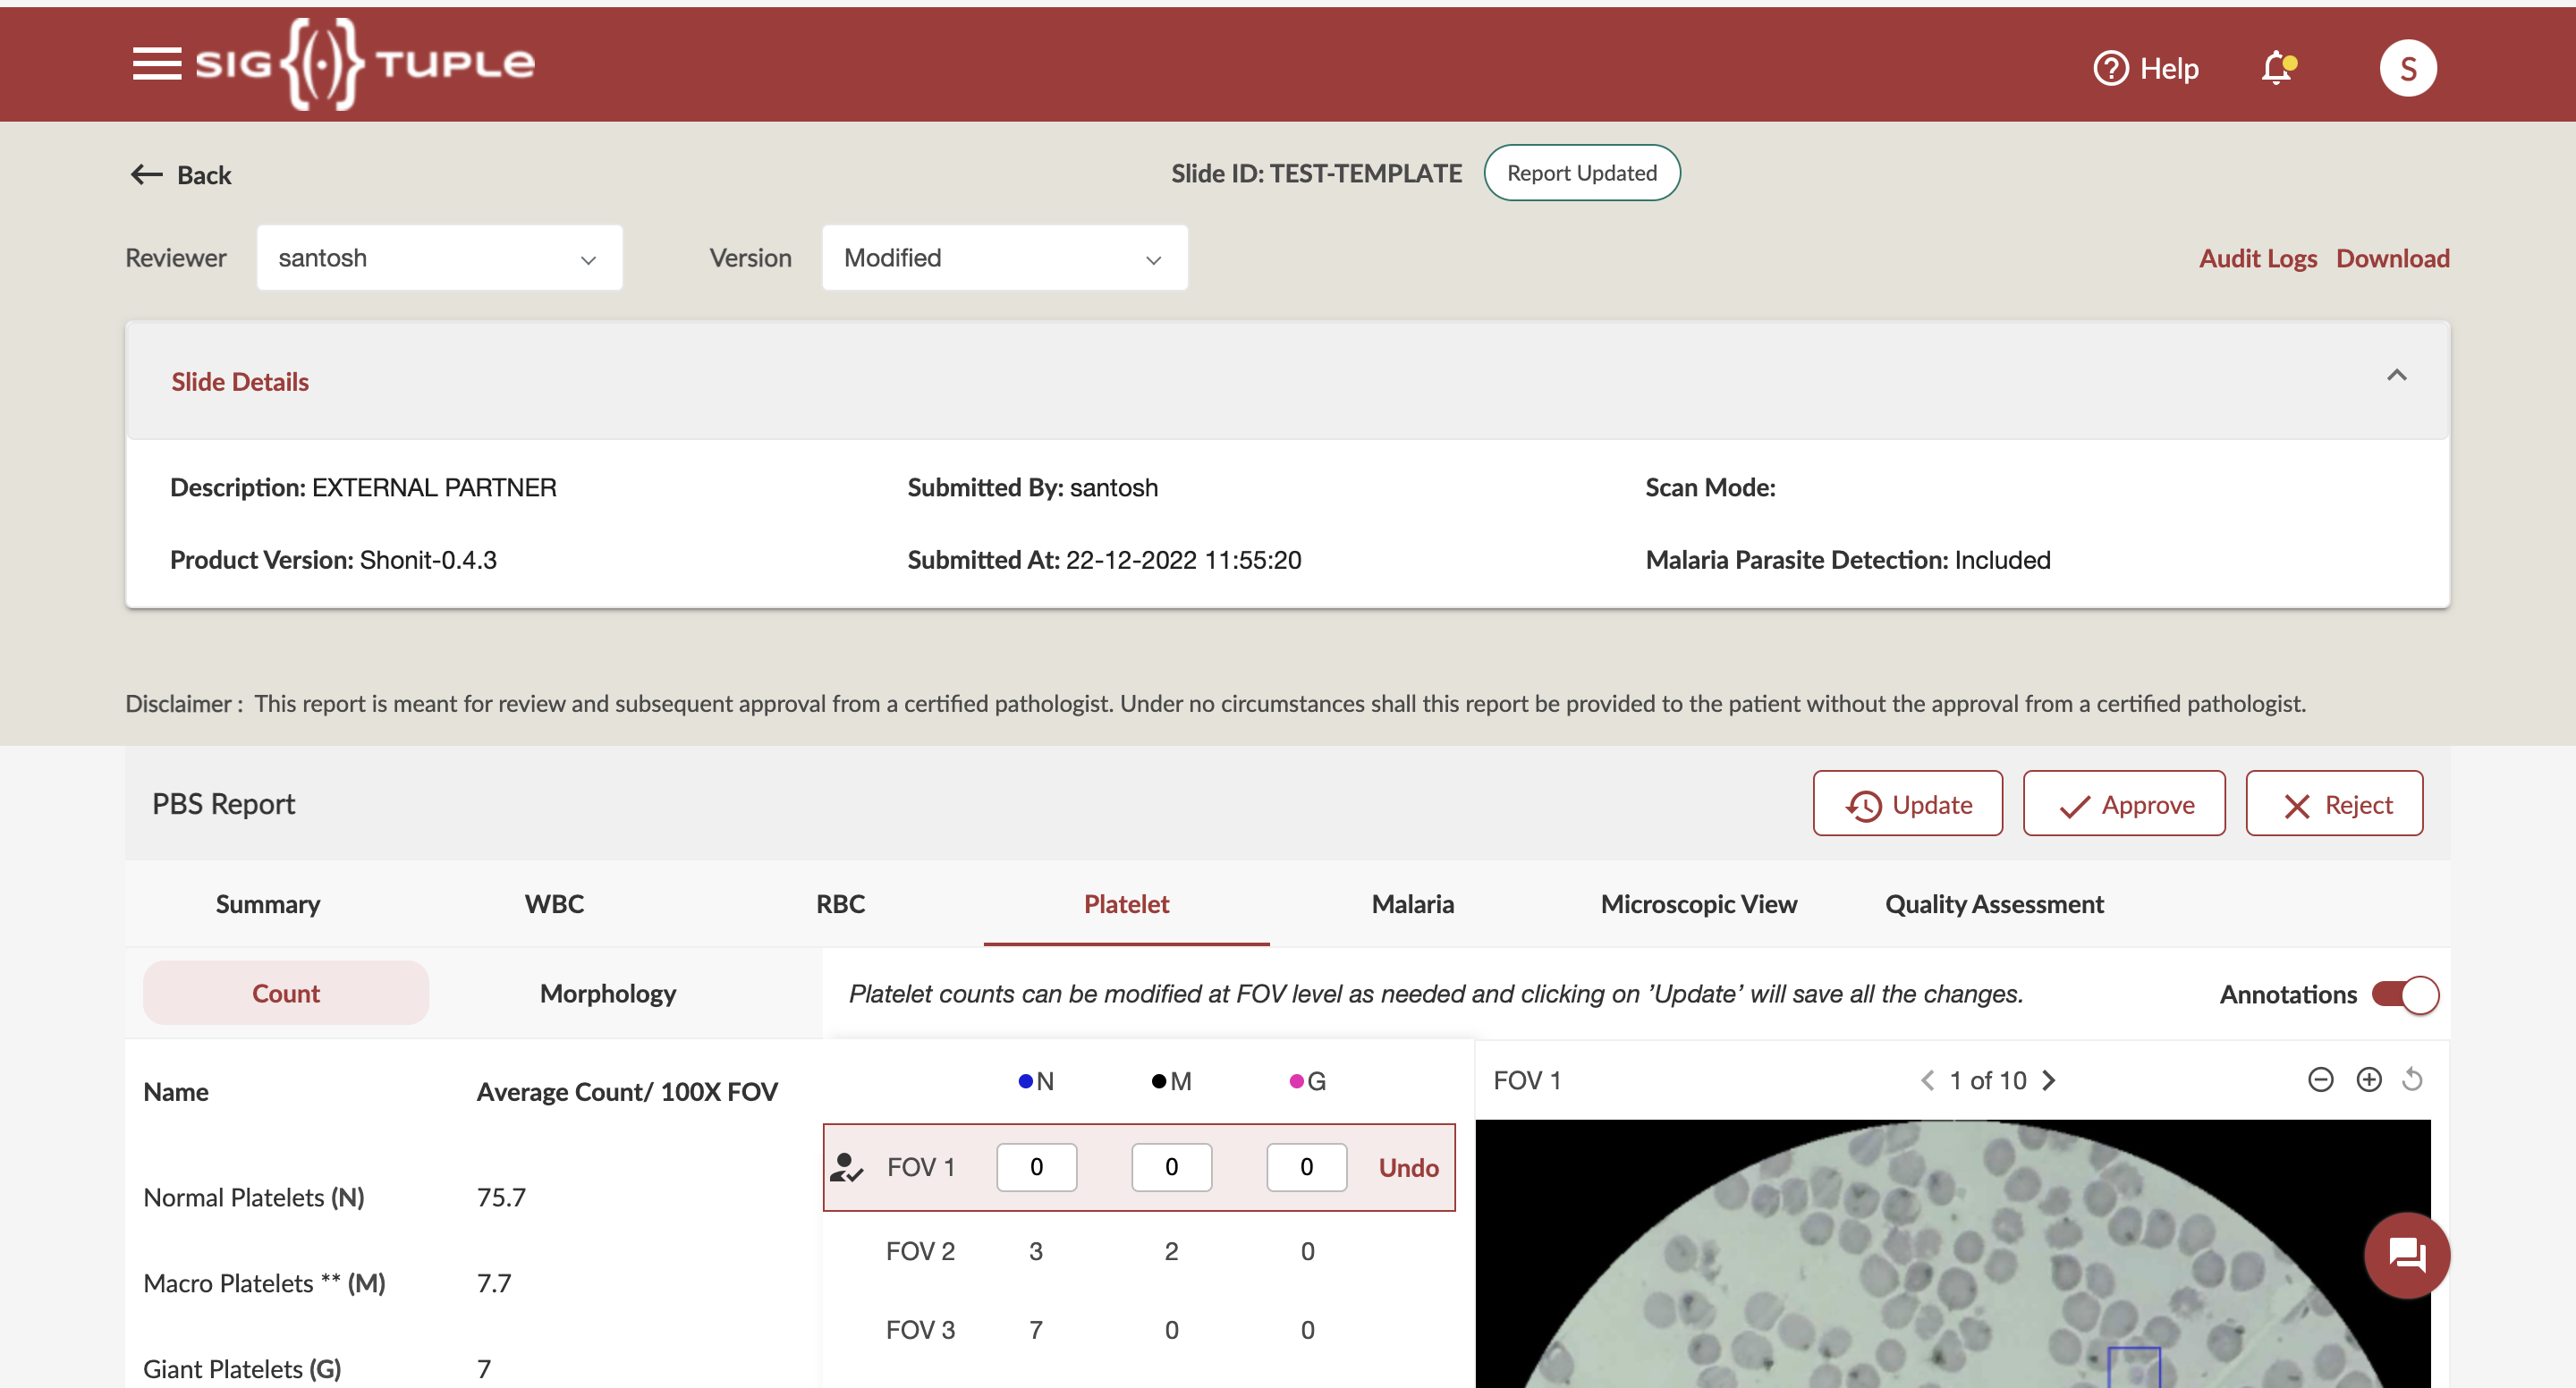 SIG{(·)}TUPLE
Help
S
Back
Slide ID: TEST-TEMPLATE
Report Updated
Reviewer
santosh
Version
Modified
Audit Logs
Download
Slide Details
Description: EXTERNAL PARTNER
Submitted By: santosh
Scan Mode:
Product Version: Shonit-0.4.3
Submitted At: 22-12-2022 11:55:20
Malaria Parasite Detection: Included
Disclaimer : This report is meant for review and subsequent approval from a certified pathologist. Under no circumstances shall this report be provided to the patient without the approval from a certified pathologist.
PBS Report
Update
Approve
Reject
Summary
WBC
RBC
Platelet
Malaria
Microscopic View
Quality Assessment
Count
Morphology
Platelet counts can be modified at FOV level as needed and clicking on 'Update' will save all the changes.
Annotations
Name
Average Count/ 100X FOV
Normal Platelets (N)
75.7
Macro Platelets ** (M)
7.7
Giant Platelets (G)
7
N
M
G
FOV 1
0
0
0
Undo
FOV 2
3
2
0
FOV 3
7
0
0
FOV 1
1 of 10